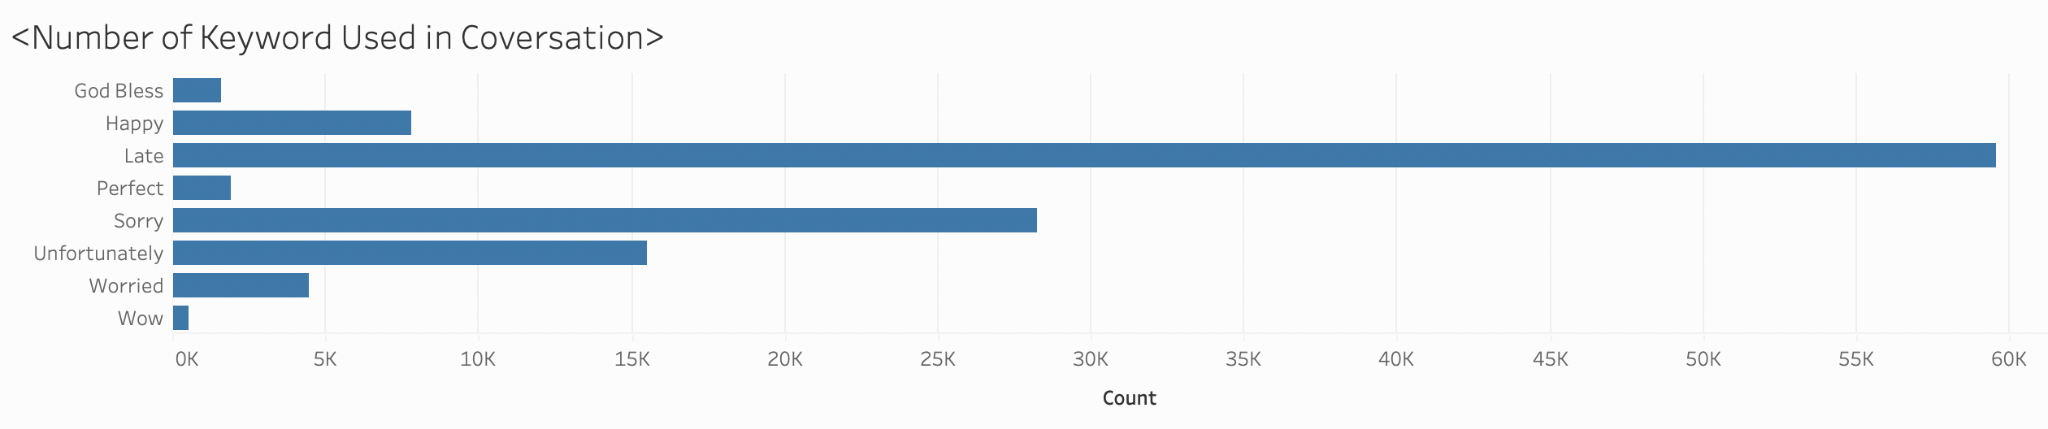 <Number of Keyword Used in Coversation>
God Bless
Happy
Late
Perfect
Sorry
Unfortunately
Worried
Wow
0K 5K 10K 15K 20K 25K 30K 35K 40K 45K 50K 55K 60K
Count